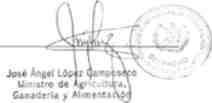 José Ángel López Camposeco
Ministro de Agricultura,
Ganadería y Alimentación